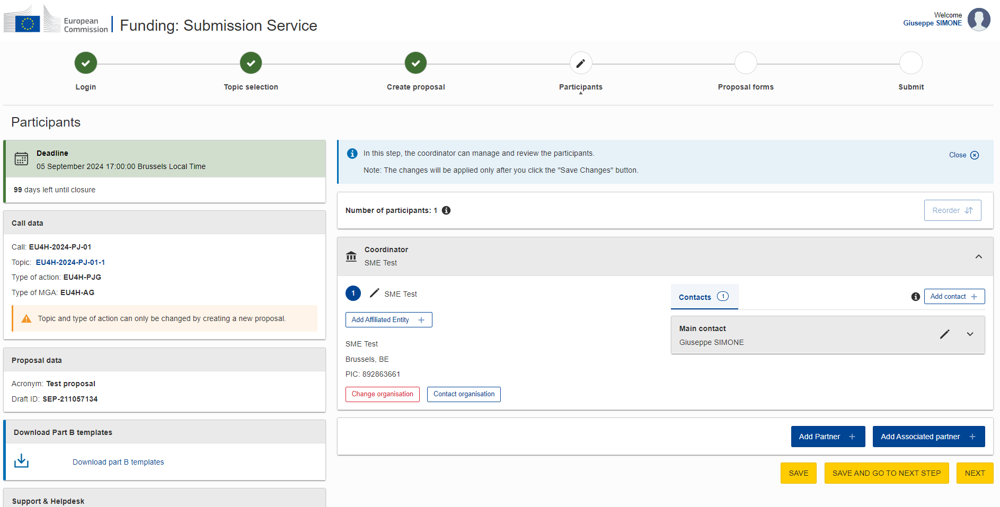 European
Commission
Funding: Submission Service
Welcome
Giuseppe SIMONE
Login
Topic selection
Create proposal
Participants
Proposal forms
Submit
Participants
Deadline
05 September 2024 17:00:00 Brussels Local Time
99 days left until closure
Call data
Call: EU4H-2024-PJ-01
Topic: EU4H-2024-PJ-01-1
Type of action: EU4H-PJG
Type of MGA: EU4H-AG
Topic and type of action can only be changed by creating a new proposal.
Proposal data
Acronym: Test proposal
Draft ID: SEP-211057134
Download Part B templates
Download part B templates
Support & Helpdesk
In this step, the coordinator can manage and review the participants.
Note: The changes will be applied only after you click the "Save Changes" button.
Close
Number of participants: 1
Reorder
Coordinator
SME Test
1 SME Test
Add Affiliated Entity
SME Test
Brussels, BE
PIC: 892863661
Change organisation
Contact organisation
Contacts 1
Add contact
Main contact
Giuseppe SIMONE
Add Partner
Add Associated partner
SAVE
SAVE AND GO TO NEXT STEP
NEXT